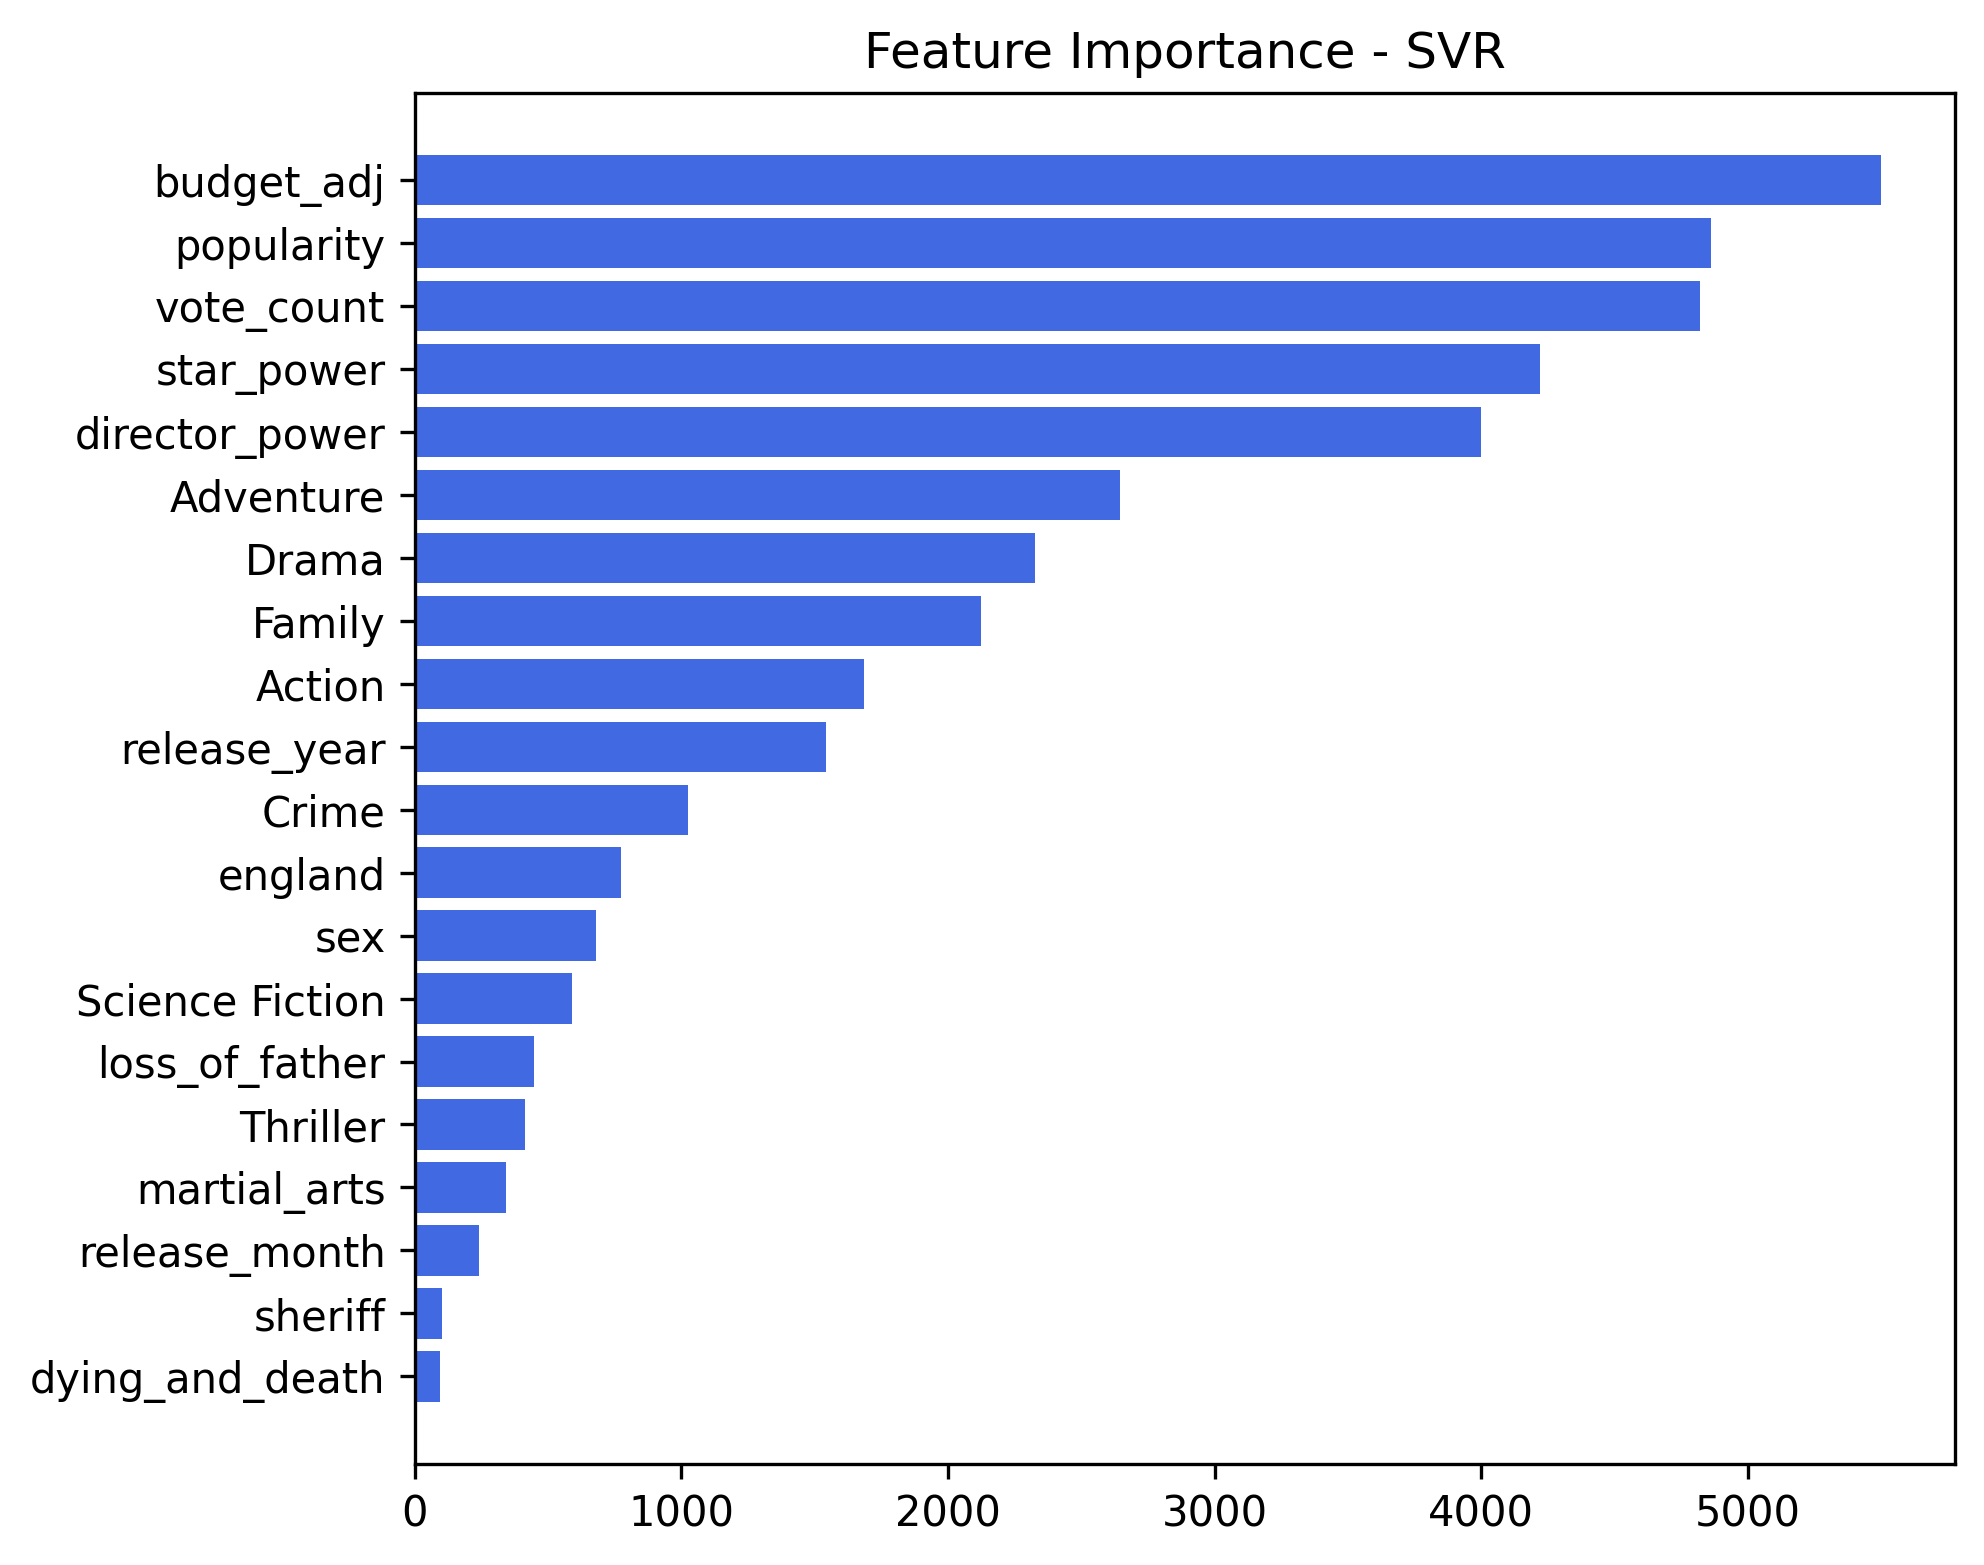 Feature Importance - SVR
budget_adj
popularity
vote_count
star_power
director_power
Adventure
Drama
Family
Action
release_year
Crime
england
sex
Science Fiction
loss_of_father
Thriller
martial_arts
release_month
sheriff
dying_and_death
0 1000 2000 3000 4000 5000